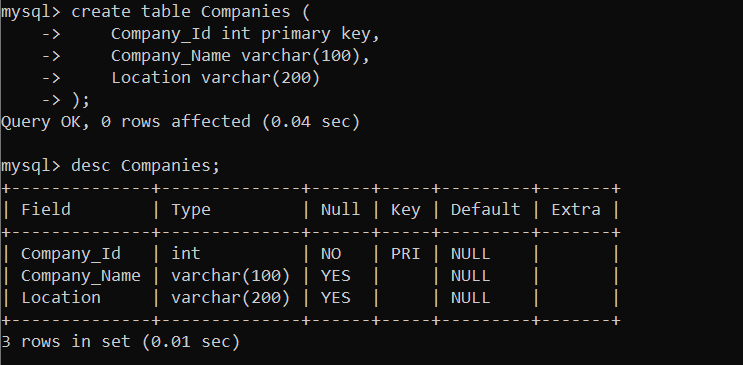 mysql> create table Companies (
    ->     Company_Id int primary key,
    ->     Company_Name varchar(100),
    ->     Location varchar(200)
    -> );
Query OK, 0 rows affected (0.04 sec)

mysql> desc Companies;
+--------------+--------------+------+-----+---------+-------+
| Field        | Type         | Null | Key | Default | Extra |
+--------------+--------------+------+-----+---------+-------+
| Company_Id   | int          | NO   | PRI | NULL    |       |
| Company_Name | varchar(100) | YES  |     | NULL    |       |
| Location     | varchar(200) | YES  |     | NULL    |       |
+--------------+--------------+------+-----+---------+-------+
3 rows in set (0.01 sec)